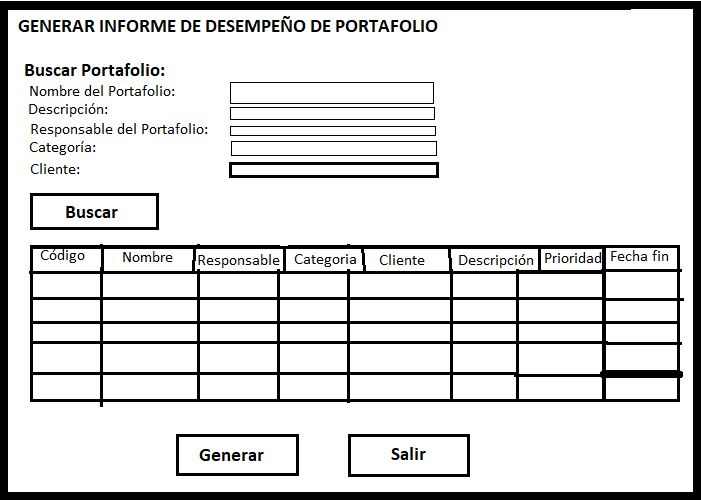 GENERAR INFORME DE DESEMPEÑO DE PORTAFOLIO
Buscar Portafolio:
Nombre del Portafolio:
Descripción:
Responsable del Portafolio:
Categoría:
Cliente:
Buscar
Código Nombre Responsable Categoria Cliente Descripción Prioridad Fecha fin
Generar Salir